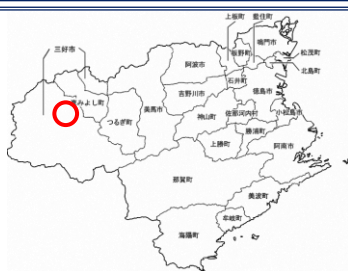 上板町 藍住町
三好市
鳴門市
松茂町
阿波市
板野町
北島町
石井町
みよし町
吉野川市
徳島市
美馬市
つるぎ町
神山町
佐那河内村
小松島市
勝浦町
上勝町
阿南市
那賀町
美波町
牟岐町
海陽町